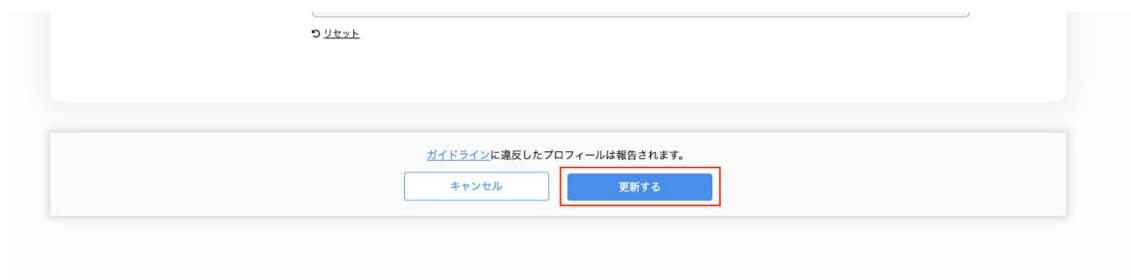 リセット
ガイドラインに違反したプロフィールは報告されます。
キャンセル
更新する